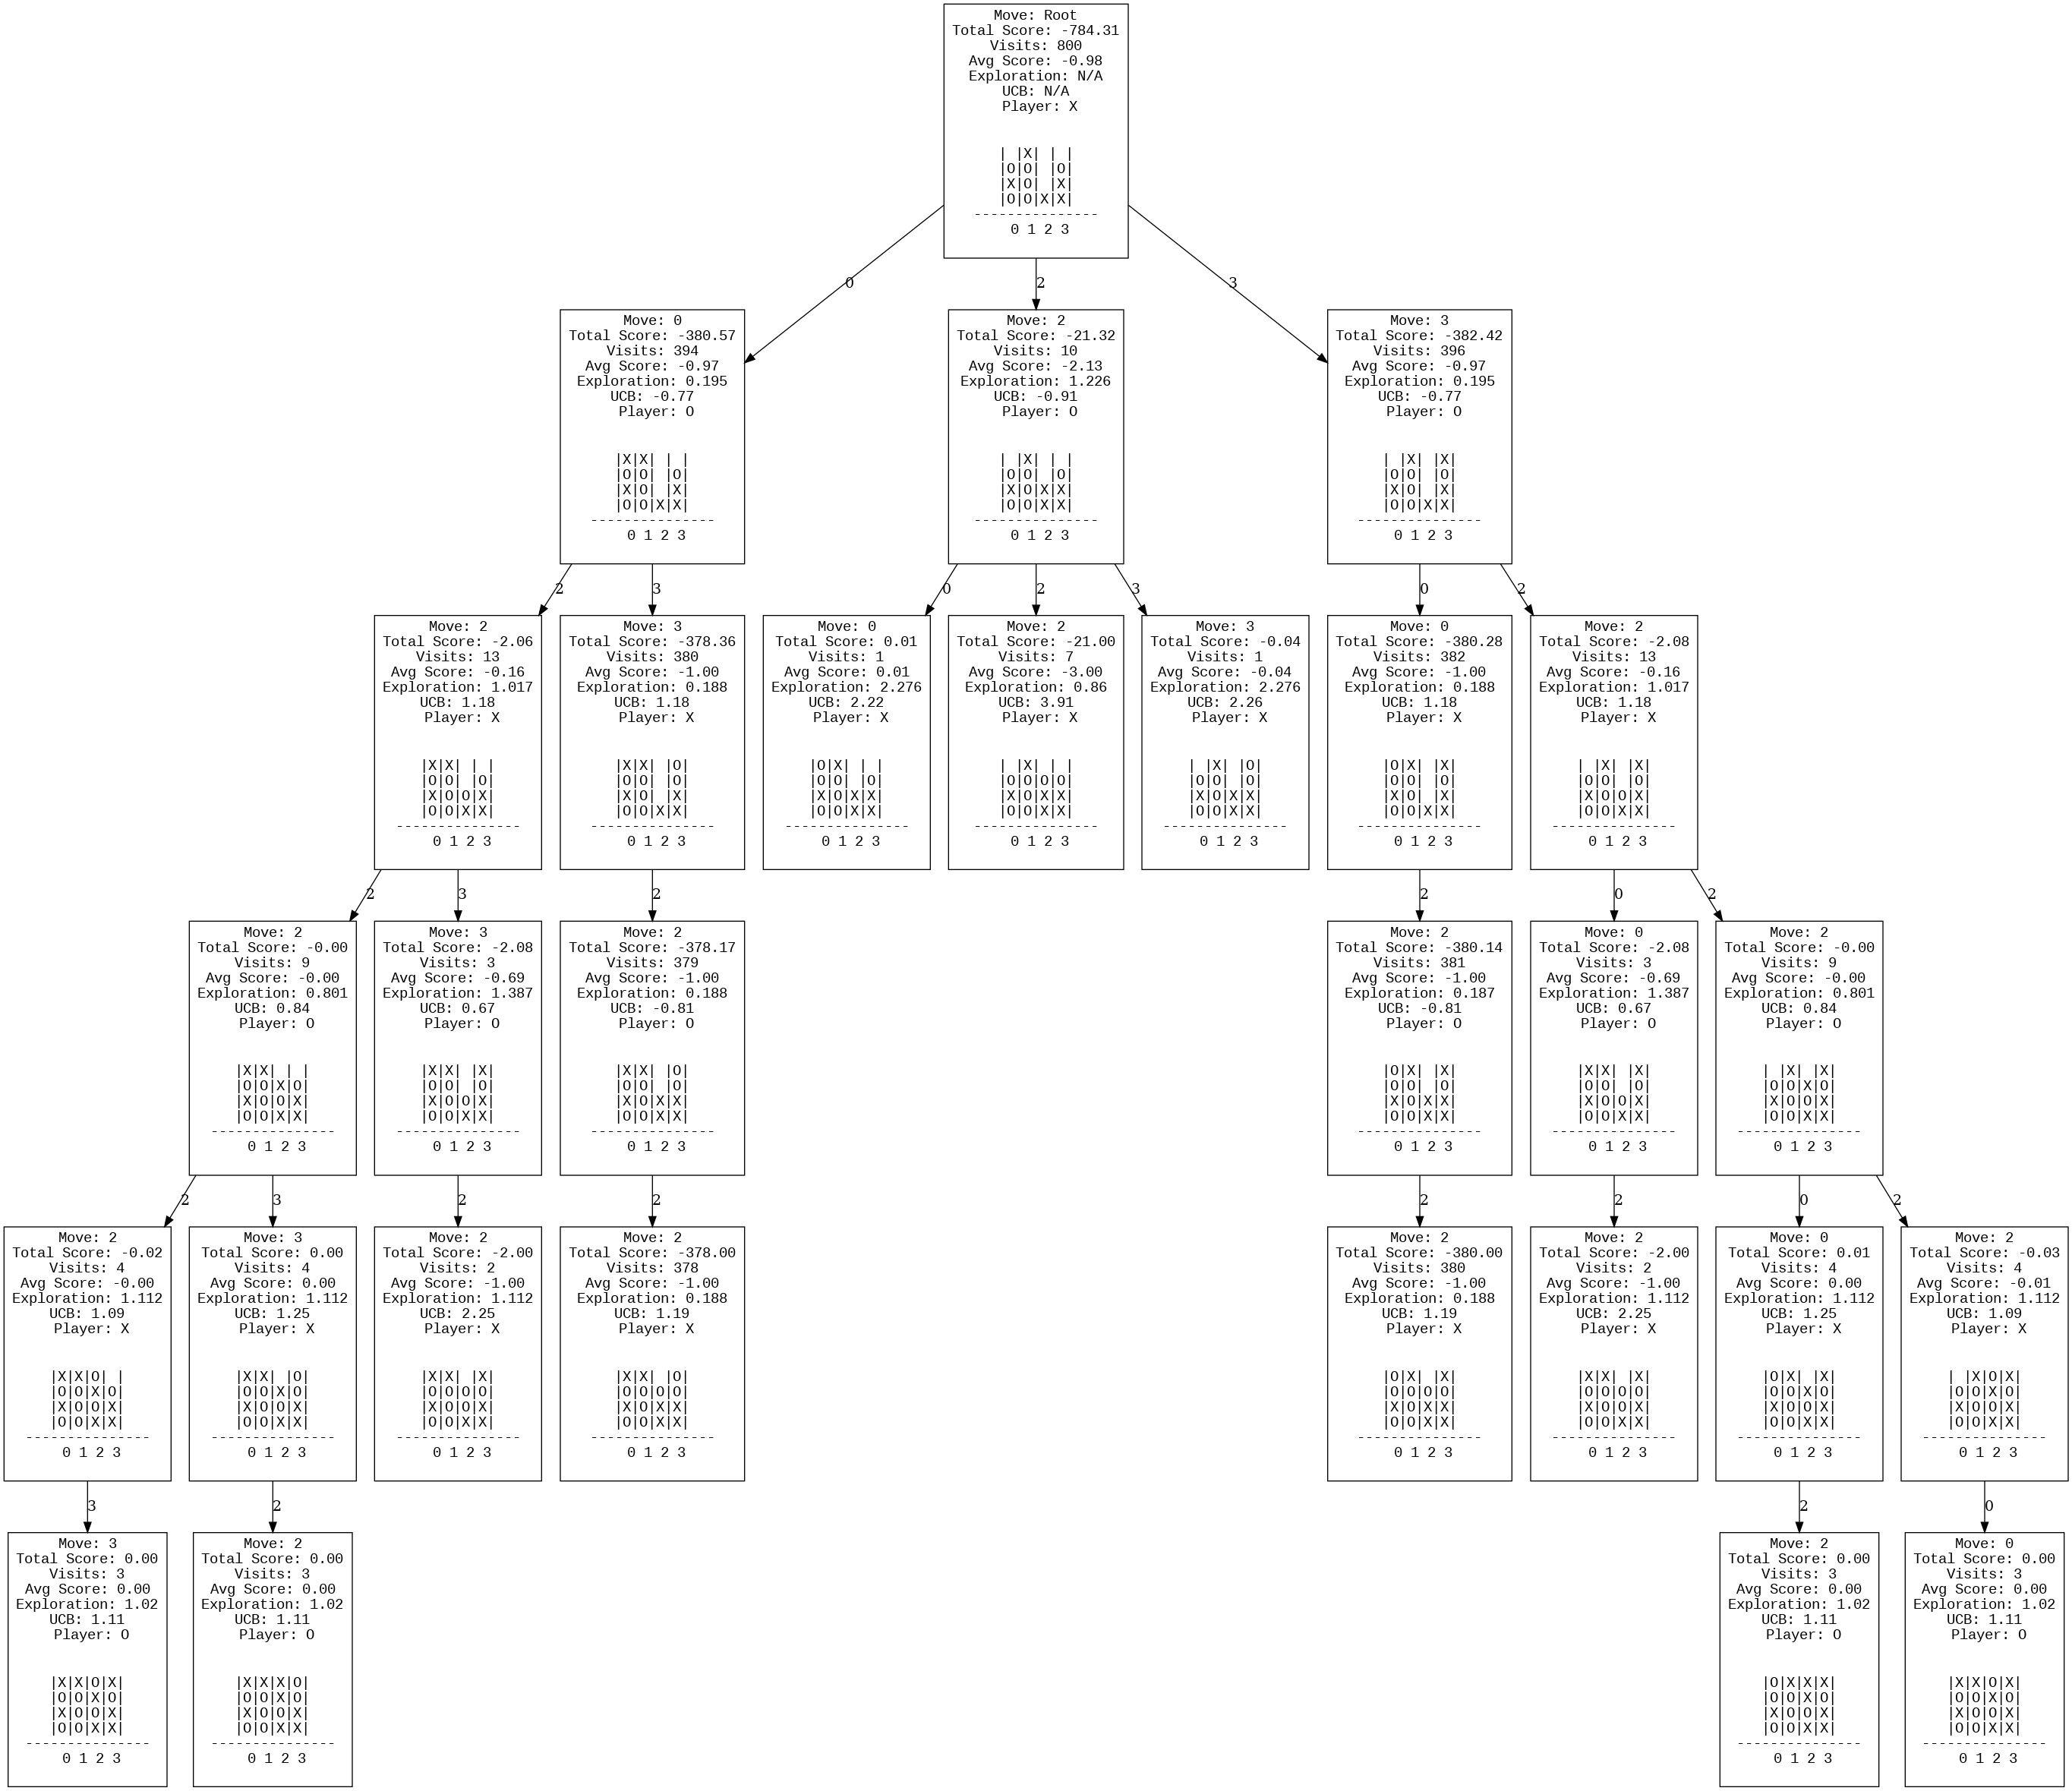 Move: Root
Total Score: -784.31
Visits: 800
Avg Score: -0.98
Exploration: N/A
UCB: N/A
Player: X
| |X| | |
|O|O| |O|
|X|O| |X|
|O|O|X|X|
---------------
0 1 2 3
0
2
3
Move: 0
Total Score: -380.57
Visits: 394
Avg Score: -0.97
Exploration: 0.195
UCB: -0.77
Player: O
|X|X| | |
|O|O| |O|
|X|O| |X|
|O|O|X|X|
---------------
0 1 2 3
Move: 2
Total Score: -21.32
Visits: 10
Avg Score: -2.13
Exploration: 1.226
UCB: -0.91
Player: O
| |X| | |
|O|O| |O|
|X|O|X|X|
|O|O|X|X|
---------------
0 1 2 3
Move: 3
Total Score: -382.42
Visits: 396
Avg Score: -0.97
Exploration: 0.195
UCB: -0.77
Player: O
| |X| |X|
|O|O| |O|
|X|O| |X|
|O|O|X|X|
---------------
0 1 2 3
2
3
0
2
3
0
2
Move: 2
Total Score: -2.06
Visits: 13
Avg Score: -0.16
Exploration: 1.017
UCB: 1.18
Player: X
|X|X| | |
|O|O| |O|
|X|O|O|X|
|O|O|X|X|
---------------
0 1 2 3
Move: 3
Total Score: -378.36
Visits: 380
Avg Score: -1.00
Exploration: 0.188
UCB: 1.18
Player: X
|X|X| |O|
|O|O| |O|
|X|O| |X|
|O|O|X|X|
---------------
0 1 2 3
Move: 0
Total Score: 0.01
Visits: 1
Avg Score: 0.01
Exploration: 2.276
UCB: 2.22
Player: X
|O|X| | |
|O|O| |O|
|X|O|X|X|
|O|O|X|X|
---------------
0 1 2 3
Move: 2
Total Score: -21.00
Visits: 7
Avg Score: -3.00
Exploration: 0.86
UCB: 3.91
Player: X
| |X| | |
|O|O|O|O|
|X|O|X|X|
|O|O|X|X|
---------------
0 1 2 3
Move: 3
Total Score: -0.04
Visits: 1
Avg Score: -0.04
Exploration: 2.276
UCB: 2.26
Player: X
| |X| |O|
|O|O| |O|
|X|O|X|X|
|O|O|X|X|
---------------
0 1 2 3
Move: 0
Total Score: -380.28
Visits: 382
Avg Score: -1.00
Exploration: 0.188
UCB: 1.18
Player: X
|O|X| |X|
|O|O| |O|
|X|O| |X|
|O|O|X|X|
---------------
0 1 2 3
Move: 2
Total Score: -2.08
Visits: 13
Avg Score: -0.16
Exploration: 1.017
UCB: 1.18
Player: X
| |X| |X|
|O|O| |O|
|X|O|O|X|
|O|O|X|X|
---------------
0 1 2 3
2
3
2
2
0
2
Move: 2
Total Score: -0.00
Visits: 9
Avg Score: -0.00
Exploration: 0.801
UCB: 0.84
Player: O
|X|X| | |
|O|O|X|O|
|X|O|O|X|
|O|O|X|X|
---------------
0 1 2 3
Move: 3
Total Score: -2.08
Visits: 3
Avg Score: -0.69
Exploration: 1.387
UCB: 0.67
Player: O
|X|X| |X|
|O|O| |O|
|X|O|O|X|
|O|O|X|X|
---------------
0 1 2 3
Move: 2
Total Score: -378.17
Visits: 379
Avg Score: -1.00
Exploration: 0.188
UCB: -0.81
Player: O
|X|X| |O|
|O|O| |O|
|X|O|X|X|
|O|O|X|X|
---------------
0 1 2 3
Move: 2
Total Score: -380.14
Visits: 381
Avg Score: -1.00
Exploration: 0.187
UCB: -0.81
Player: O
|O|X| |X|
|O|O| |O|
|X|O|X|X|
|O|O|X|X|
---------------
0 1 2 3
Move: 0
Total Score: -2.08
Visits: 3
Avg Score: -0.69
Exploration: 1.387
UCB: 0.67
Player: O
|X|X| |X|
|O|O| |O|
|X|O|O|X|
|O|O|X|X|
---------------
0 1 2 3
Move: 2
Total Score: -0.00
Visits: 9
Avg Score: -0.00
Exploration: 0.801
UCB: 0.84
Player: O
| |X| |X|
|O|O|X|O|
|X|O|O|X|
|O|O|X|X|
---------------
0 1 2 3
2
3
2
2
2
2
0
2
Move: 2
Total Score: -0.02
Visits: 4
Avg Score: -0.00
Exploration: 1.112
UCB: 1.09
Player: X
|X|X|O| |
|O|O|X|O|
|X|O|O|X|
|O|O|X|X|
---------------
0 1 2 3
Move: 3
Total Score: 0.00
Visits: 4
Avg Score: 0.00
Exploration: 1.112
UCB: 1.25
Player: X
|X|X| |O|
|O|O|X|O|
|X|O|O|X|
|O|O|X|X|
---------------
0 1 2 3
Move: 2
Total Score: -2.00
Visits: 2
Avg Score: -1.00
Exploration: 1.112
UCB: 2.25
Player: X
|X|X| |X|
|O|O|O|O|
|X|O|O|X|
|O|O|X|X|
---------------
0 1 2 3
Move: 2
Total Score: -378.00
Visits: 378
Avg Score: -1.00
Exploration: 0.188
UCB: 1.19
Player: X
|X|X| |O|
|O|O|O|O|
|X|O|X|X|
|O|O|X|X|
---------------
0 1 2 3
Move: 2
Total Score: -380.00
Visits: 380
Avg Score: -1.00
Exploration: 0.188
UCB: 1.19
Player: X
|O|X| |X|
|O|O|O|O|
|X|O|X|X|
|O|O|X|X|
---------------
0 1 2 3
Move: 2
Total Score: -2.00
Visits: 2
Avg Score: -1.00
Exploration: 1.112
UCB: 2.25
Player: X
|X|X| |X|
|O|O|O|O|
|X|O|O|X|
|O|O|X|X|
---------------
0 1 2 3
Move: 0
Total Score: 0.01
Visits: 4
Avg Score: 0.00
Exploration: 1.112
UCB: 1.25
Player: X
|O|X| |X|
|O|O|X|O|
|X|O|O|X|
|O|O|X|X|
---------------
0 1 2 3
Move: 2
Total Score: -0.03
Visits: 4
Avg Score: -0.01
Exploration: 1.112
UCB: 1.09
Player: X
| |X|O|X|
|O|O|X|O|
|X|O|O|X|
|O|O|X|X|
---------------
0 1 2 3
3
2
2
0
Move: 3
Total Score: 0.00
Visits: 3
Avg Score: 0.00
Exploration: 1.02
UCB: 1.11
Player: O
|X|X|O|X|
|O|O|X|O|
|X|O|O|X|
|O|O|X|X|
---------------
0 1 2 3
Move: 2
Total Score: 0.00
Visits: 3
Avg Score: 0.00
Exploration: 1.02
UCB: 1.11
Player: O
|X|X|X|O|
|O|O|X|O|
|X|O|O|X|
|O|O|X|X|
---------------
0 1 2 3
Move: 2
Total Score: 0.00
Visits: 3
Avg Score: 0.00
Exploration: 1.02
UCB: 1.11
Player: O
|O|X|X|X|
|O|O|X|O|
|X|O|O|X|
|O|O|X|X|
---------------
0 1 2 3
Move: 0
Total Score: 0.00
Visits: 3
Avg Score: 0.00
Exploration: 1.02
UCB: 1.11
Player: O
|X|X|O|X|
|O|O|X|O|
|X|O|O|X|
|O|O|X|X|
---------------
0 1 2 3